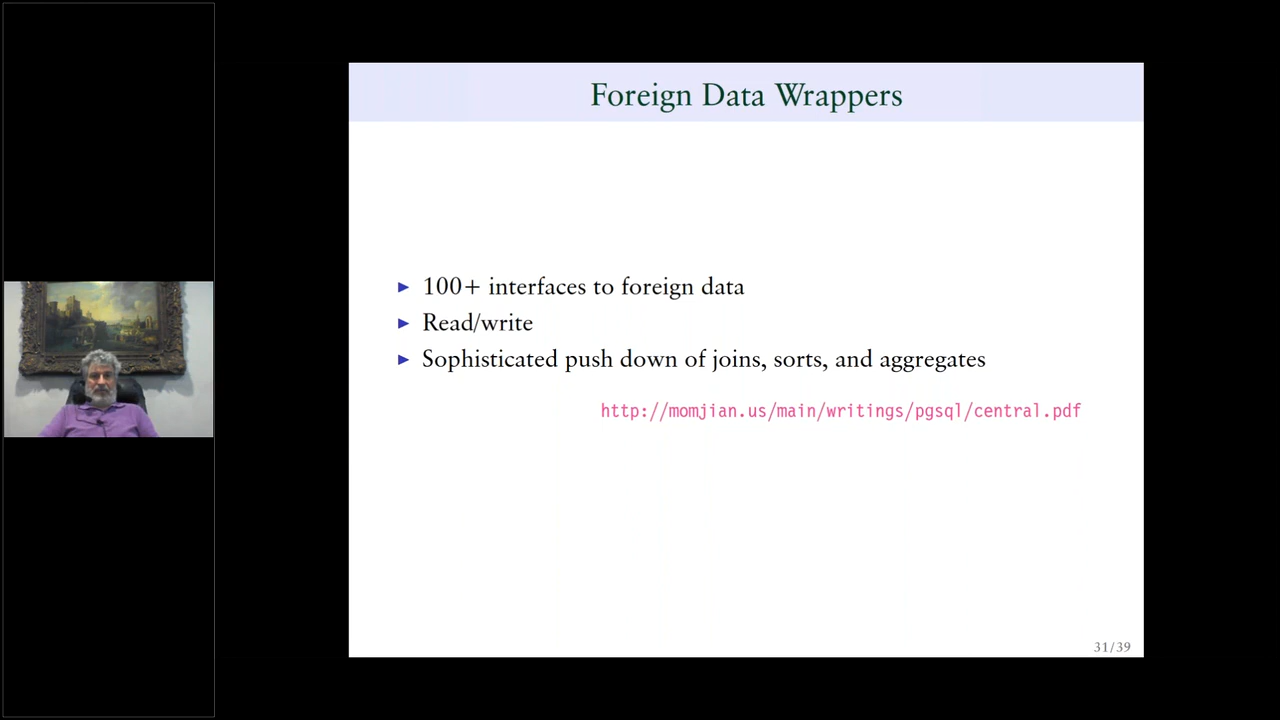 Foreign Data Wrappers
100+ interfaces to foreign data
Read/write
Sophisticated push down of joins, sorts, and aggregates
http://momjian.us/main/writings/pgsql/central.pdf
31/39